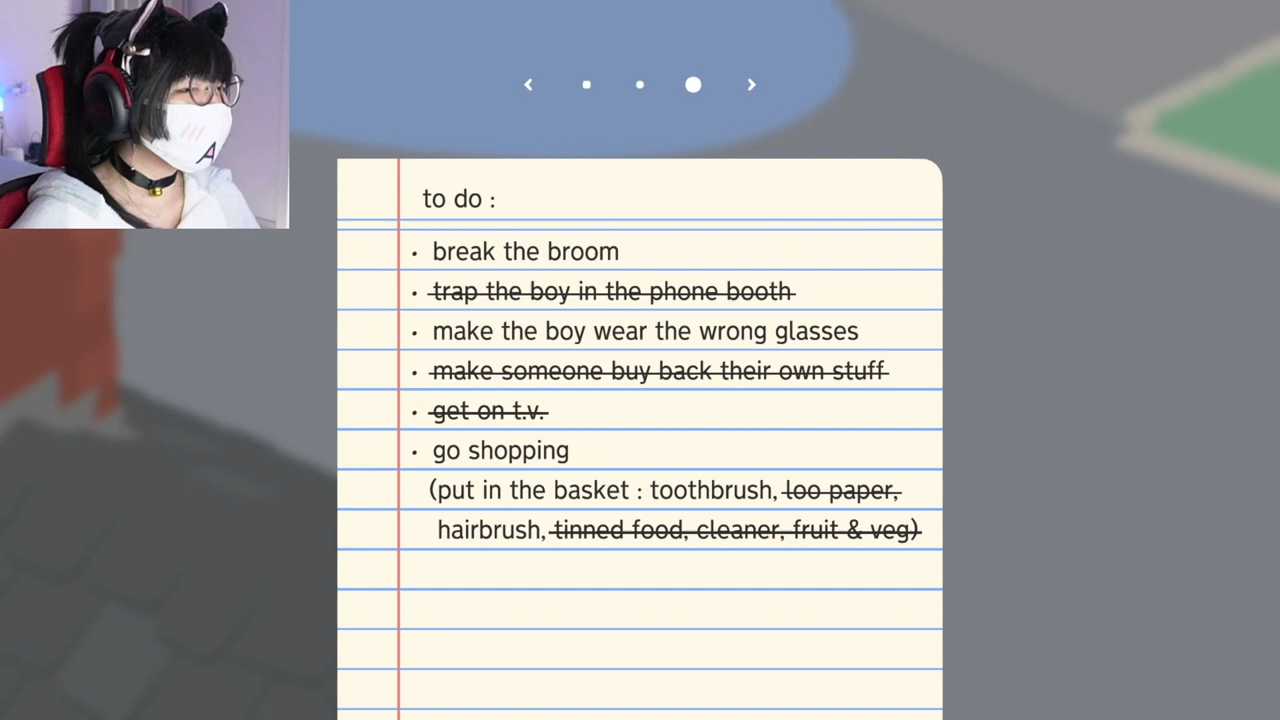 to do :
• break the broom
• trap the boy in the phone booth
• make the boy wear the wrong glasses
• make someone buy back their own stuff
• get on t.v.
• go shopping
(put in the basket : toothbrush, loo paper,
hairbrush, tinned food, cleaner, fruit & veg)